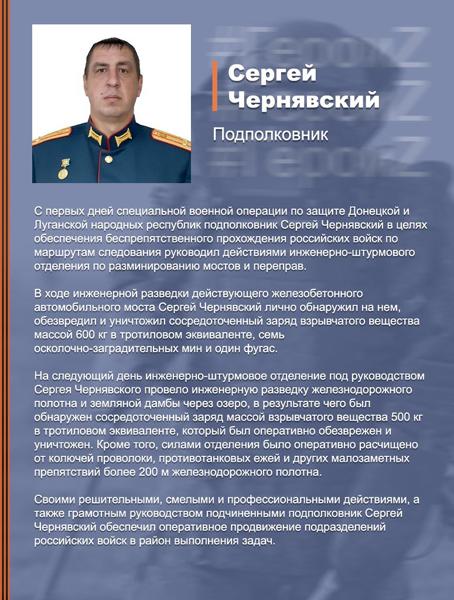 #ГероиZ
Сергей
Чернявский
Подполковник
#ГероиZ
С первых дней специальной военной операции по защите Донецкой и
Луганской народных республик подполковник Сергей Чернявский в целях
обеспечения беспрепятственного прохождения российских войск по
маршрутам следования руководил действиями инженерно-штурмового
отделения по разминированию мостов и переправ.
В ходе инженерной разведки действующего железобетонного
автомобильного моста Сергей Чернявский лично обнаружил на нем,
обезвредил и уничтожил сосредоточенный заряд взрывчатого вещества
массой 600 кг в тротиловом эквиваленте, семь
осколочно-заградительных мин и один фугас.
На следующий день инженерно-штурмовое отделение под руководством
Сергея Чернявского провело инженерную разведку железнодорожного
полотна и земляной дамбы через озеро, в результате чего был
обнаружен сосредоточенный заряд массой взрывчатого вещества 500 кг
в тротиловом эквиваленте, который был оперативно обезврежен и
уничтожен. Кроме того, силами отделения было оперативно расчищено
от колючей проволоки, противотанковых ежей и других малозаметных
препятствий более 200 м железнодорожного полотна.
Своими решительными, смелыми и профессиональными действиями, а
также грамотным руководством подчиненными подполковник Сергей
Чернявский обеспечил оперативное продвижение подразделений
российских войск в район выполнения задач.